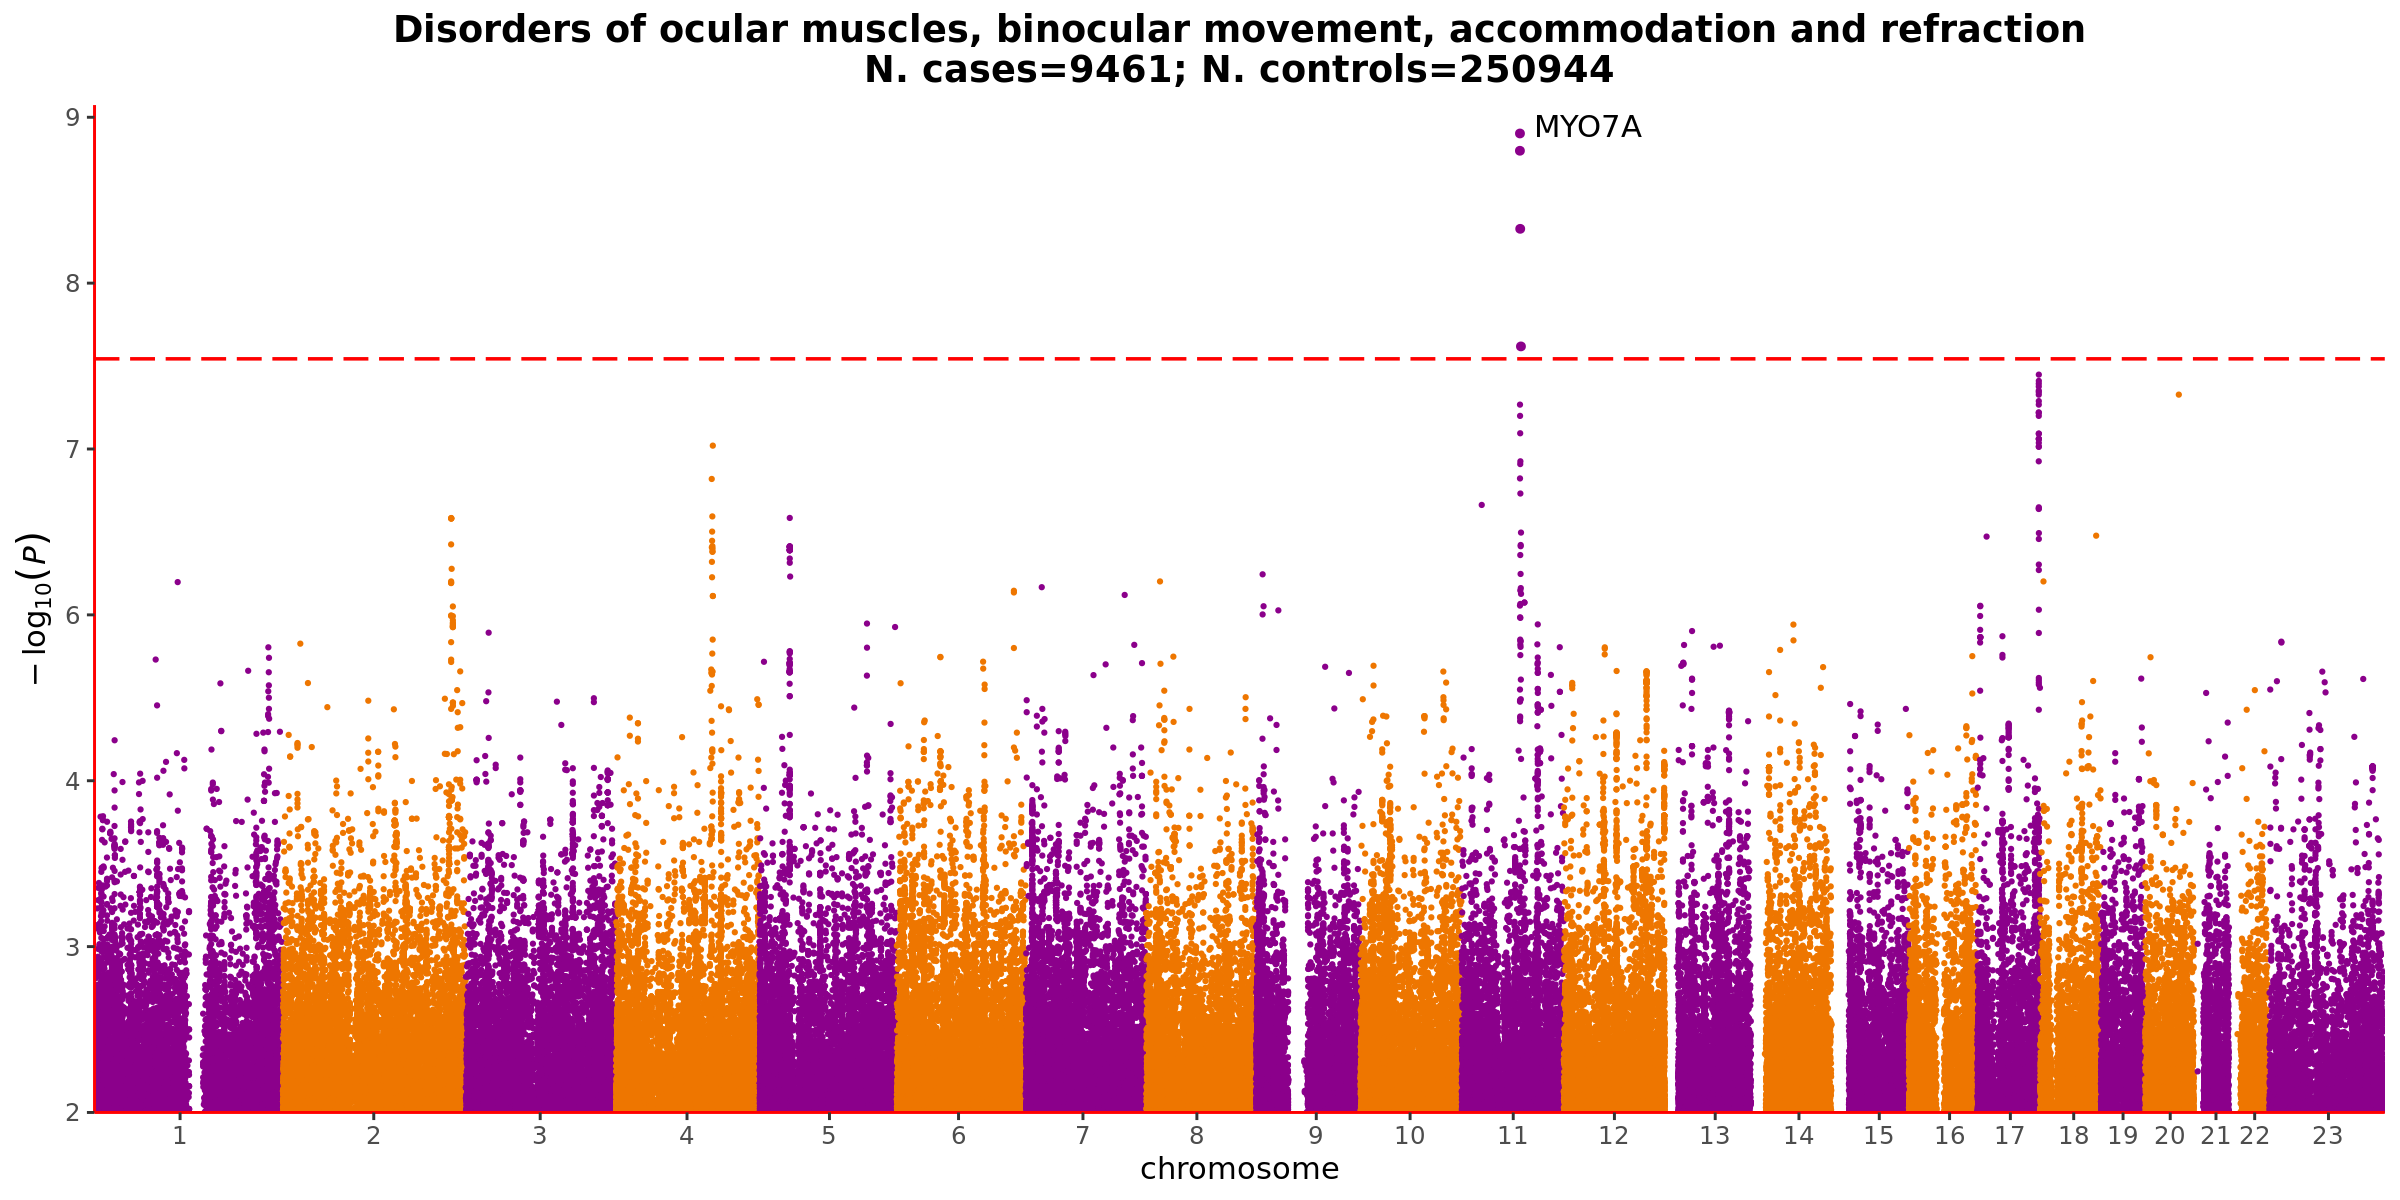 Disorders of ocular muscles, binocular movement, accommodation and refraction
N. cases=9461; N. controls=250944
MYO7A
9
8
7
6
5
4
3
2
−log₁₀(P)
1 2 3 4 5 6 7 8 9 10 11 12 13 14 15 16 17 18 19 20 21 22 23
chromosome